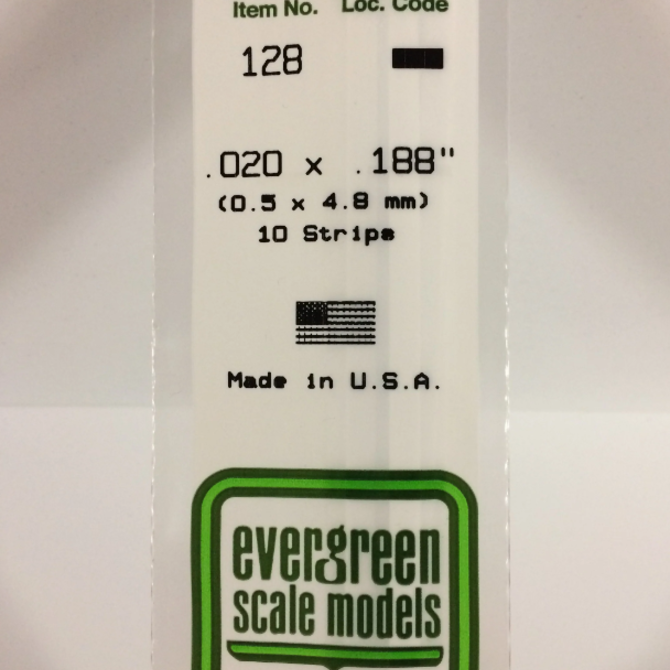 Item No. Loc. Code
128
.020 x .188"
(0.5 x 4.8 mm)
10 Strips
Made in U.S.A.
evergreen
scale models